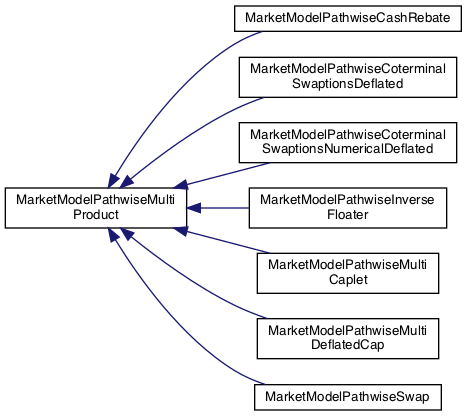 MarketModelPathwiseCashRebate
MarketModelPathwiseCoterminal
SwaptionsDeflated
MarketModelPathwiseCoterminal
SwaptionsNumericalDeflated
MarketModelPathwiseMulti
Product
MarketModelPathwiseInverse
Floater
MarketModelPathwiseMulti
Caplet
MarketModelPathwiseMulti
DeflatedCap
MarketModelPathwiseSwap